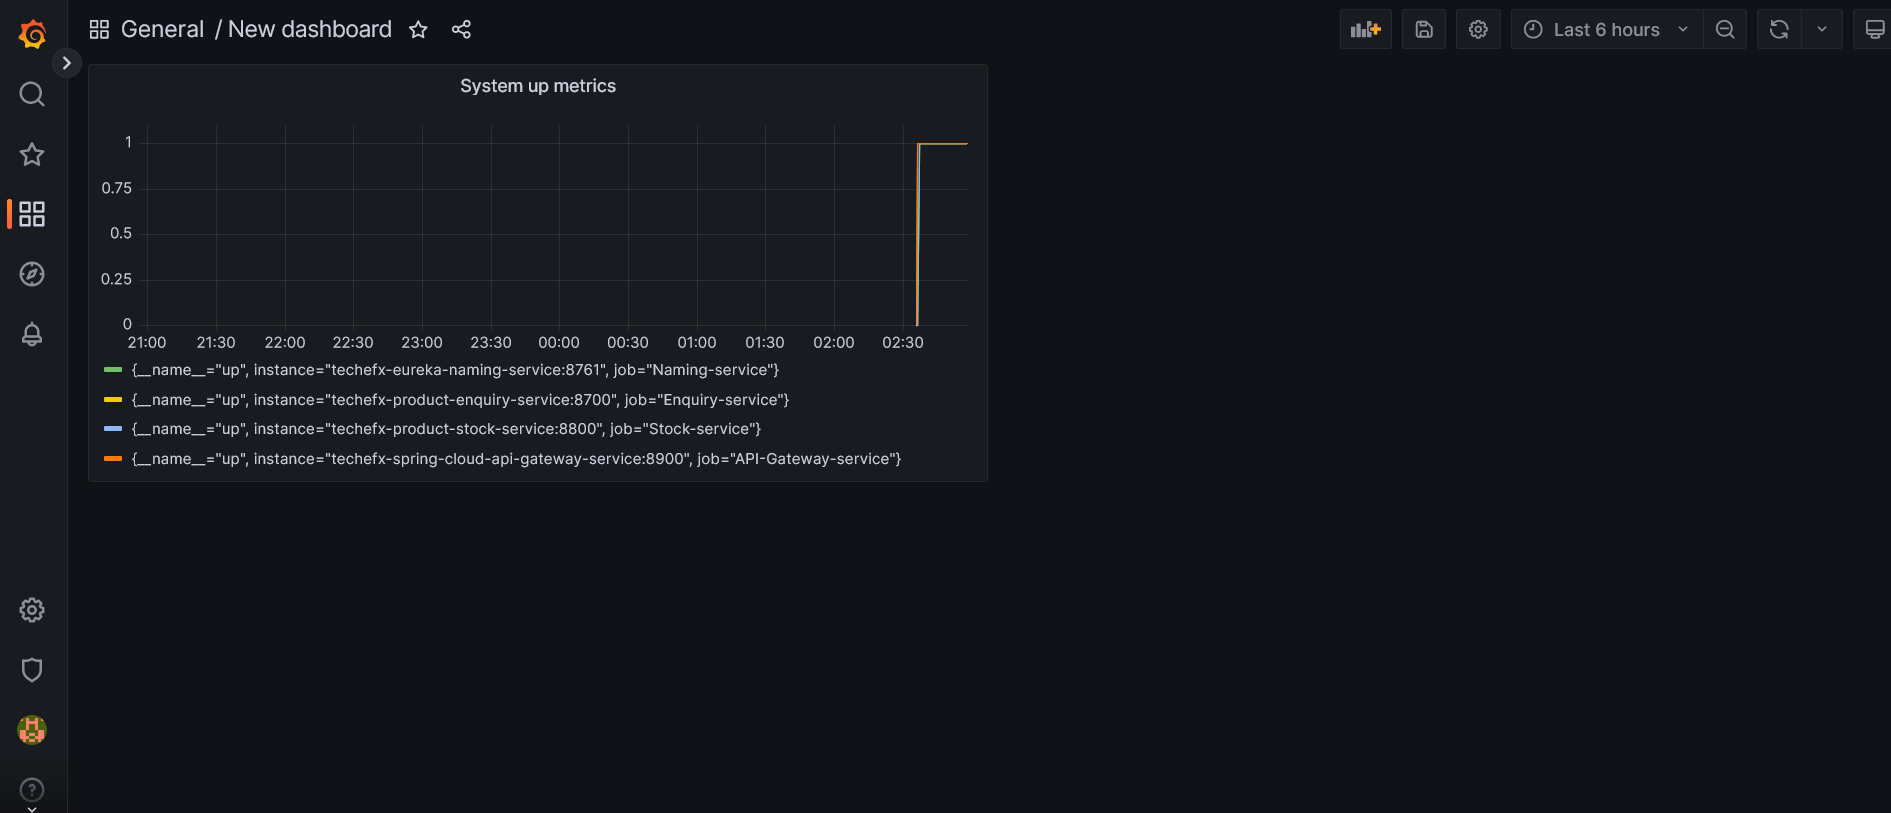 General / New dashboard
Last 6 hours
System up metrics
1
0.75
0.5
0.25
0
21:00 21:30 22:00 22:30 23:00 23:30 00:00 00:30 01:00 01:30 02:00 02:30
{__name__="up", instance="techefx-eureka-naming-service:8761", job="Naming-service"}
{__name__="up", instance="techefx-product-enquiry-service:8700", job="Enquiry-service"}
{__name__="up", instance="techefx-product-stock-service:8800", job="Stock-service"}
{__name__="up", instance="techefx-spring-cloud-api-gateway-service:8900", job="API-Gateway-service"}